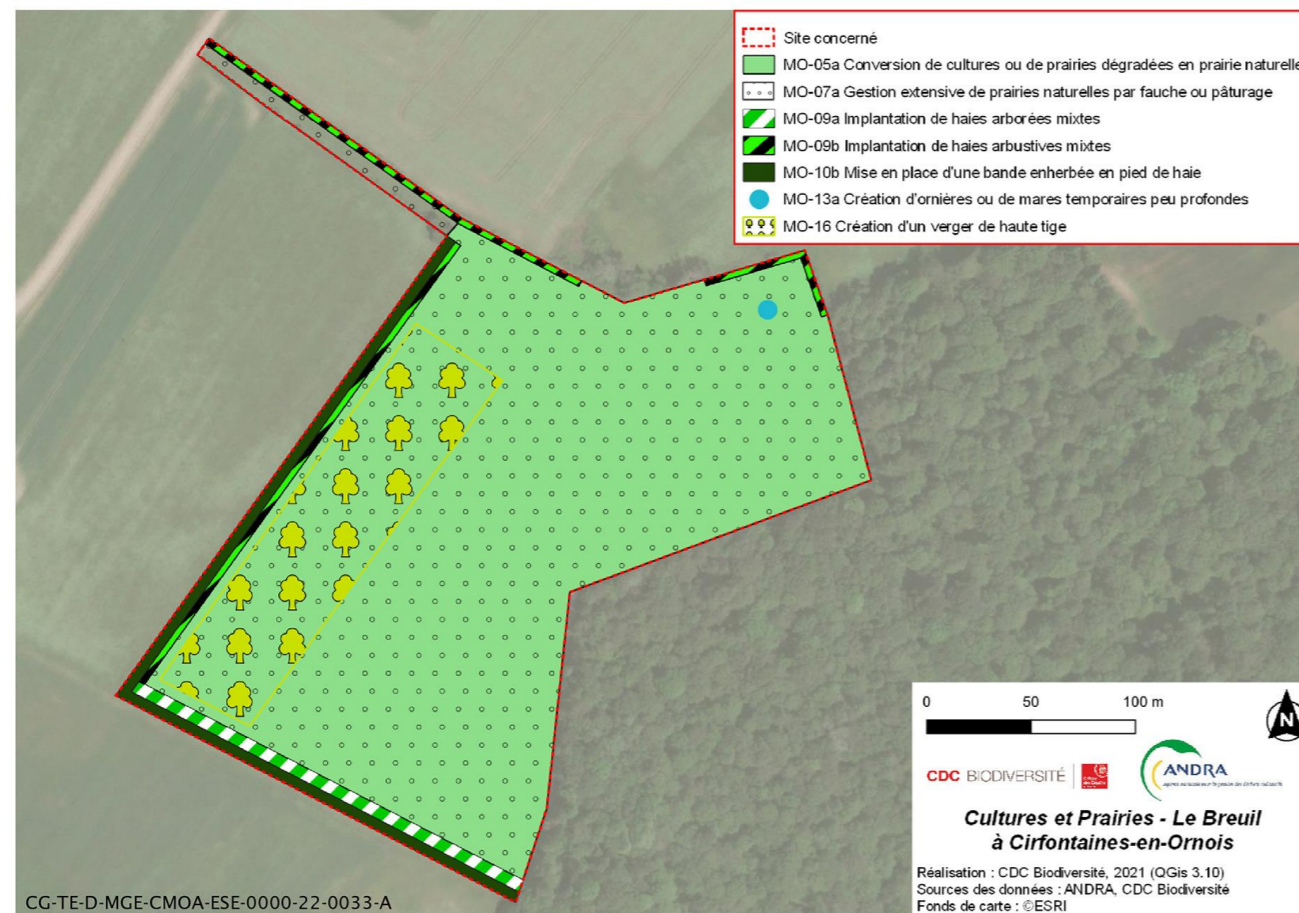 Site concerné
MO-05a Conversion de cultures ou de prairies dégradées en prairie naturelle
MO-07a Gestion extensive de prairies naturelles par fauche ou pâturage
MO-09a Implantation de haies arborées mixtes
MO-09b Implantation de haies arbustives mixtes
MO-10b Mise en place d'une bande enherbée en pied de haie
MO-13a Création d'ornières ou de mares temporaires peu profondes
MO-16 Création d'un verger de haute tige
0 50 100 m
N
CDC BIODIVERSITÉ
ANDRA
Cultures et Prairies - Le Breuil
à Cirfontaines-en-Ornois
Réalisation : CDC Biodiversité, 2021 (QGis 3.10)
Sources des données : ANDRA, CDC Biodiversité
Fonds de carte : ©ESRI
CG-TE-D-MGE-CMOA-ESE-0000-22-0033-A